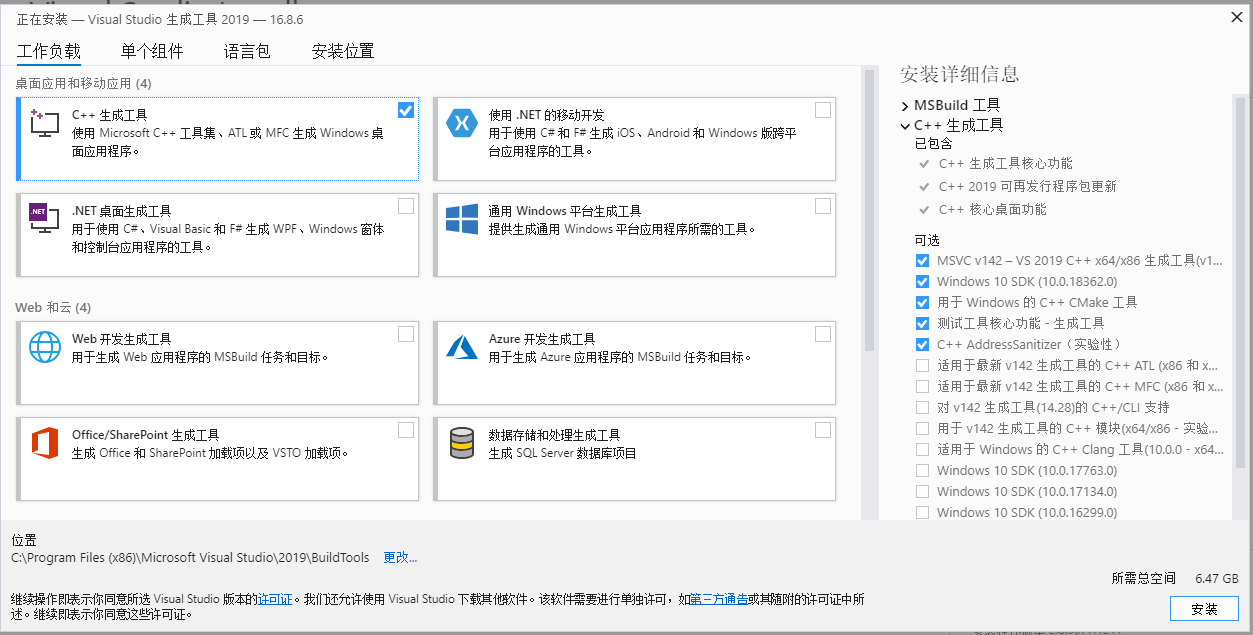 正在安装 — Visual Studio 生成工具 2019 — 16.8.6
工作负载
单个组件
语言包
安装位置
桌面应用和移动应用 (4)
C++ 生成工具
使用 Microsoft C++ 工具集、ATL 或 MFC 生成 Windows 桌
面应用程序。
使用 .NET 的移动开发
用于使用 C# 和 F# 生成 iOS、Android 和 Windows 版跨平
台应用程序的工具。
.NET
.NET 桌面生成工具
用于使用 C#、Visual Basic 和 F# 生成 WPF、Windows 窗体
和控制台应用程序的工具。
通用 Windows 平台生成工具
提供生成通用 Windows 平台应用程序所需的工具。
Web 和云 (4)
Web 开发生成工具
用于生成 Web 应用程序的 MSBuild 任务和目标。
Azure 开发生成工具
用于生成 Azure 应用程序的 MSBuild 任务和目标。
Office/SharePoint 生成工具
生成 Office 和 SharePoint 加载项以及 VSTO 加载项。
数据存储和处理生成工具
生成 SQL Server 数据库项目
安装详细信息
MSBuild 工具
C++ 生成工具
已包含
C++ 生成工具核心功能
C++ 2019 可再发行程序包更新
C++ 核心桌面功能
可选
MSVC v142 – VS 2019 C++ x64/x86 生成工具(v1...
Windows 10 SDK (10.0.18362.0)
用于 Windows 的 C++ CMake 工具
测试工具核心功能 - 生成工具
C++ AddressSanitizer（实验性）
适用于最新 v142 生成工具的 C++ ATL (x86 和 x...
适用于最新 v142 生成工具的 C++ MFC (x86 和 x...
对 v142 生成工具(14.28)的 C++/CLI 支持
用于 v142 生成工具的 C++ 模块(x64/x86 - 实验...
适用于 Windows 的 C++ Clang 工具(10.0.0 - x64...
Windows 10 SDK (10.0.17763.0)
Windows 10 SDK (10.0.17134.0)
Windows 10 SDK (10.0.16299.0)
位置
C:\Program Files (x86)\Microsoft Visual Studio\2019\BuildTools 更改...
所需总空间 6.47 GB
继续操作即表示你同意所选 Visual Studio 版本的许可证。我们还允许使用 Visual Studio 下载其他软件。该软件需要进行单独许可，如第三方通告或其随附的许可证中所
述。继续即表示你同意这些许可证。
安装